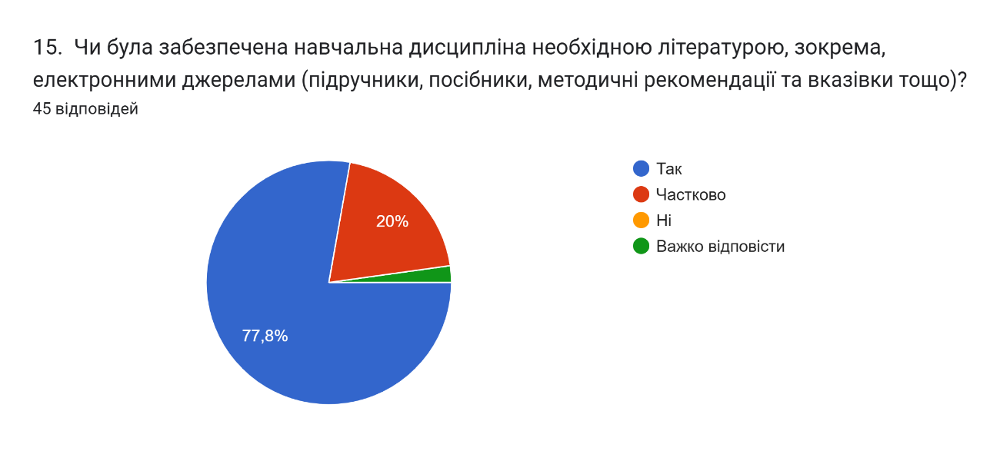 15.  Чи була забезпечена навчальна дисципліна необхідною літературою, зокрема,
електронними джерелами (підручники, посібники, методичні рекомендації та вказівки тощо)?
45 відповідей
Так
Частково
Ні
Важко відповісти
20%
77,8%